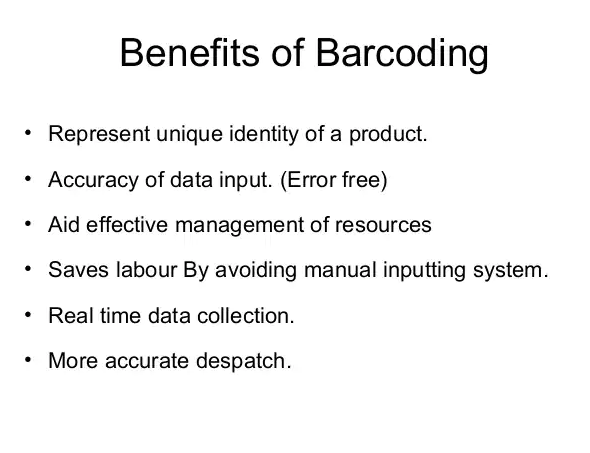 Benefits of Barcoding
• Represent unique identity of a product.
• Accuracy of data input. (Error free)
• Aid effective management of resources
• Saves labour By avoiding manual inputting system.
• Real time data collection.
• More accurate despatch.